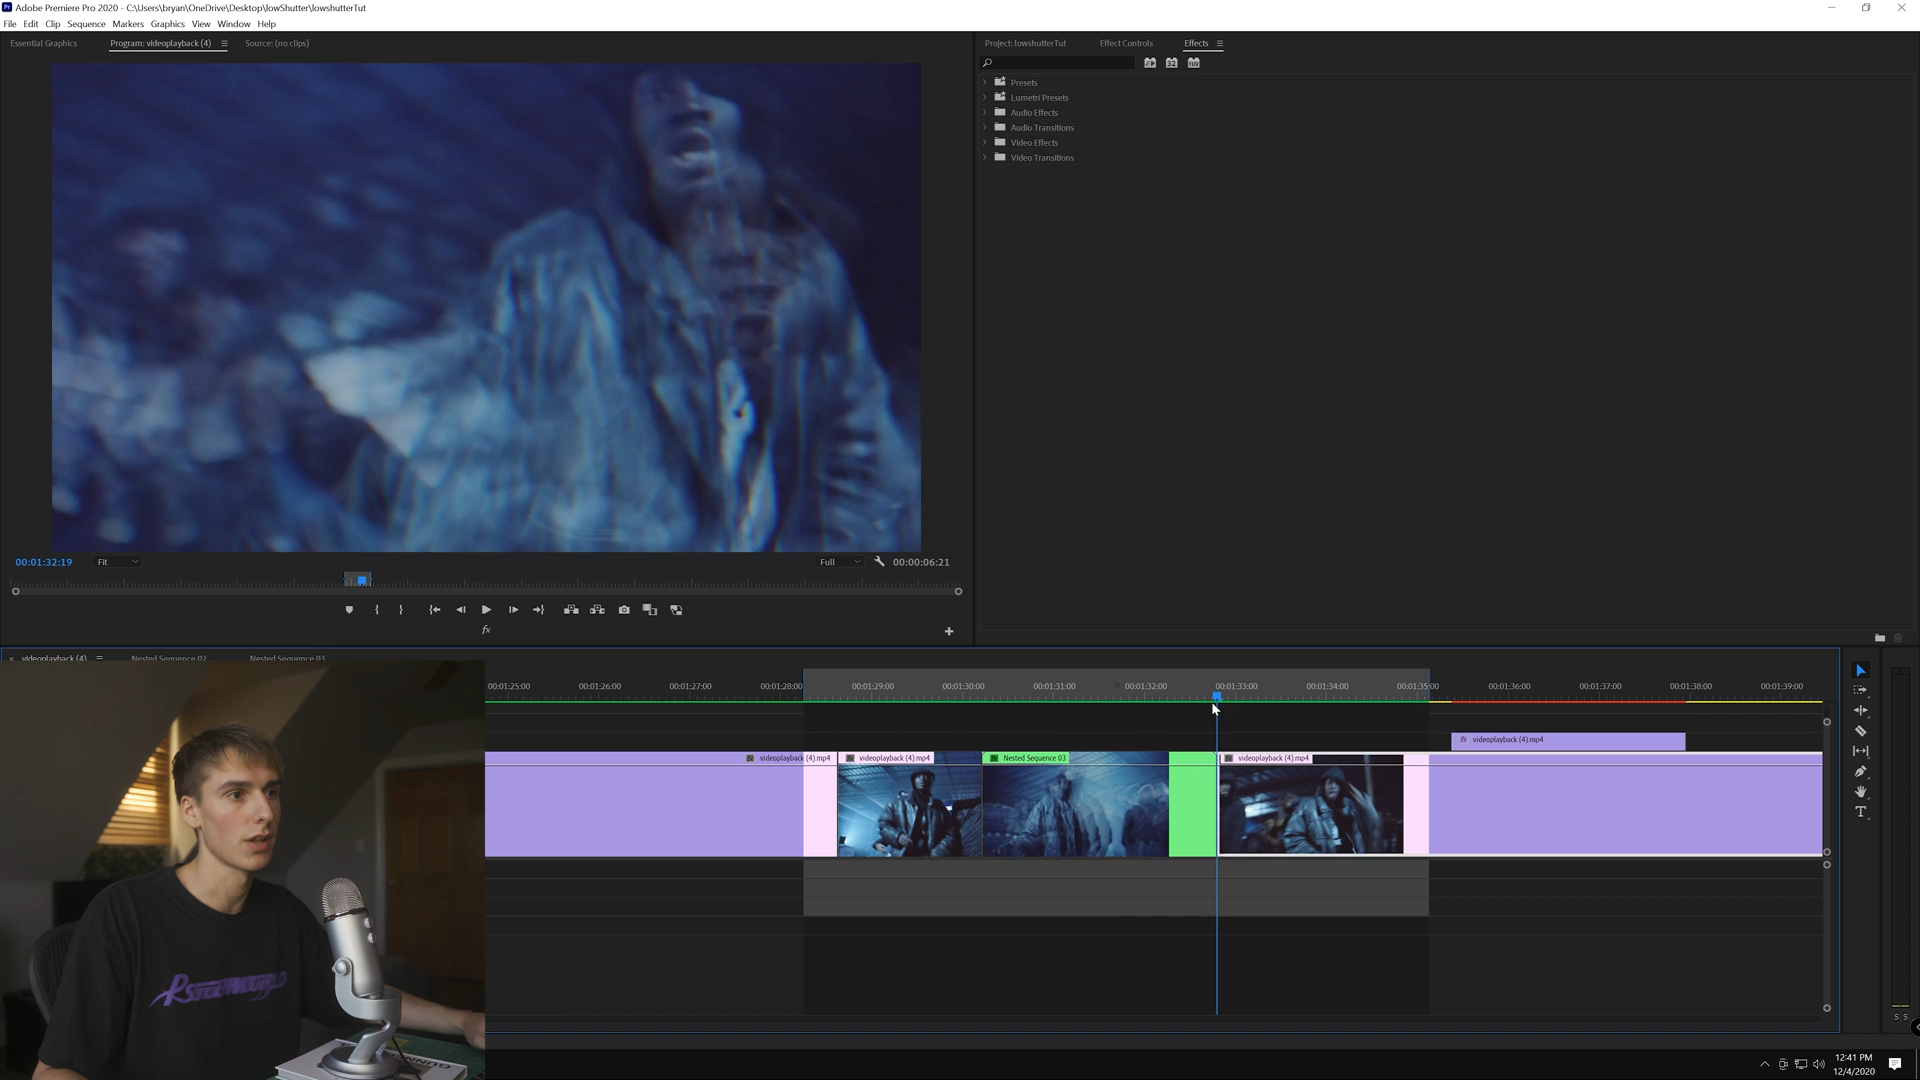 Adobe Premiere Pro 2020 - C:\Users\bryan\OneDrive\Desktop\lowShutter\lowshutterTut
File Edit Clip Sequence Markers Graphics View Window Help
Essential Graphics Program: videoplayback (4) Source: (no clips)
Project: lowshutterTut Effect Controls Effects
Presets
Lumetri Presets
Audio Effects
Audio Transitions
Video Effects
Video Transitions
00:01:32:19 Fit Full 00:00:06:21
fx
videoplayback (4) Nested Sequence 02 Nested Sequence 03
00:01:25:00 00:01:26:00 00:01:27:00 00:01:28:00 00:01:29:00 00:01:30:00 00:01:31:00 00:01:32:00 00:01:33:00 00:01:34:00 00:01:35:00 00:01:36:00 00:01:37:00 00:01:38:00 00:01:39:00
fx videoplayback (4).mp4
videoplayback (4).mp4 videoplayback (4).mp4 Nested Sequence 03 videoplayback (4).mp4
S S
12:41 PM
12/4/2020